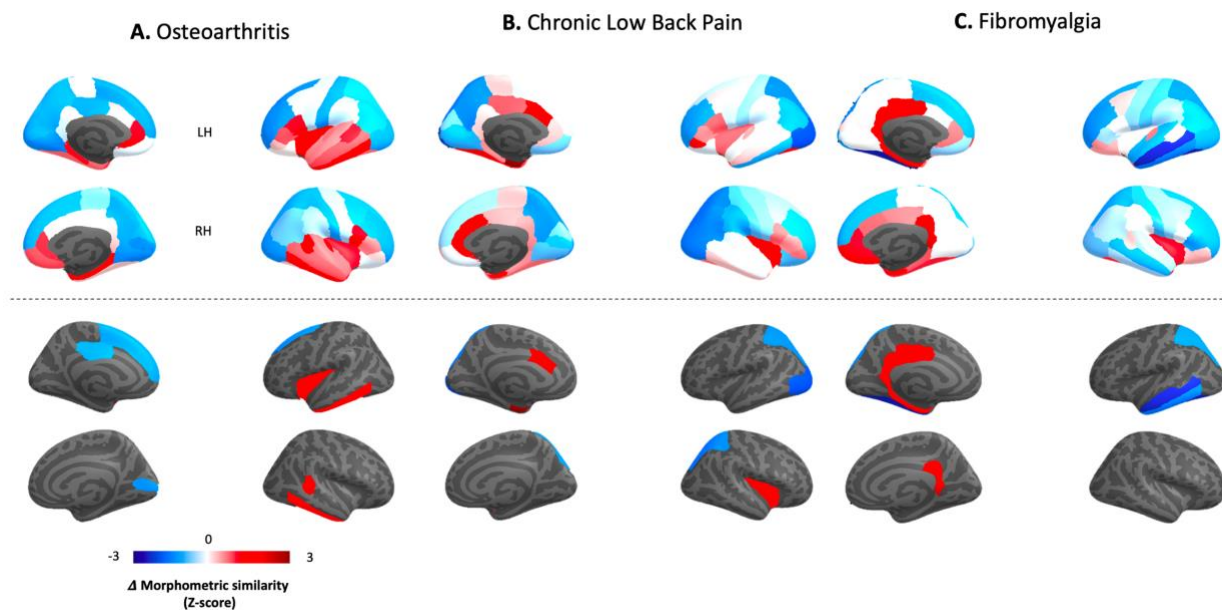 A. Osteoarthritis
B. Chronic Low Back Pain
C. Fibromyalgia
LH
RH
0
-3
3
Δ Morphometric similarity
(Z-score)